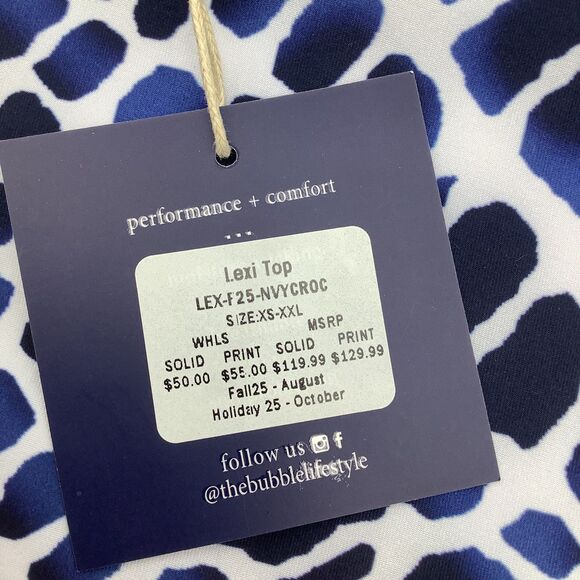 performance + comfort
...
Lexi Top
LEX-F25-NVYCROC
SIZE:XS-XXL
WHLS MSRP
SOLID PRINT SOLID PRINT
$50.00 $55.00 $119.99 $129.99
Fall25 - August
Holiday 25 - October
follow us
@thebubblelifestyle